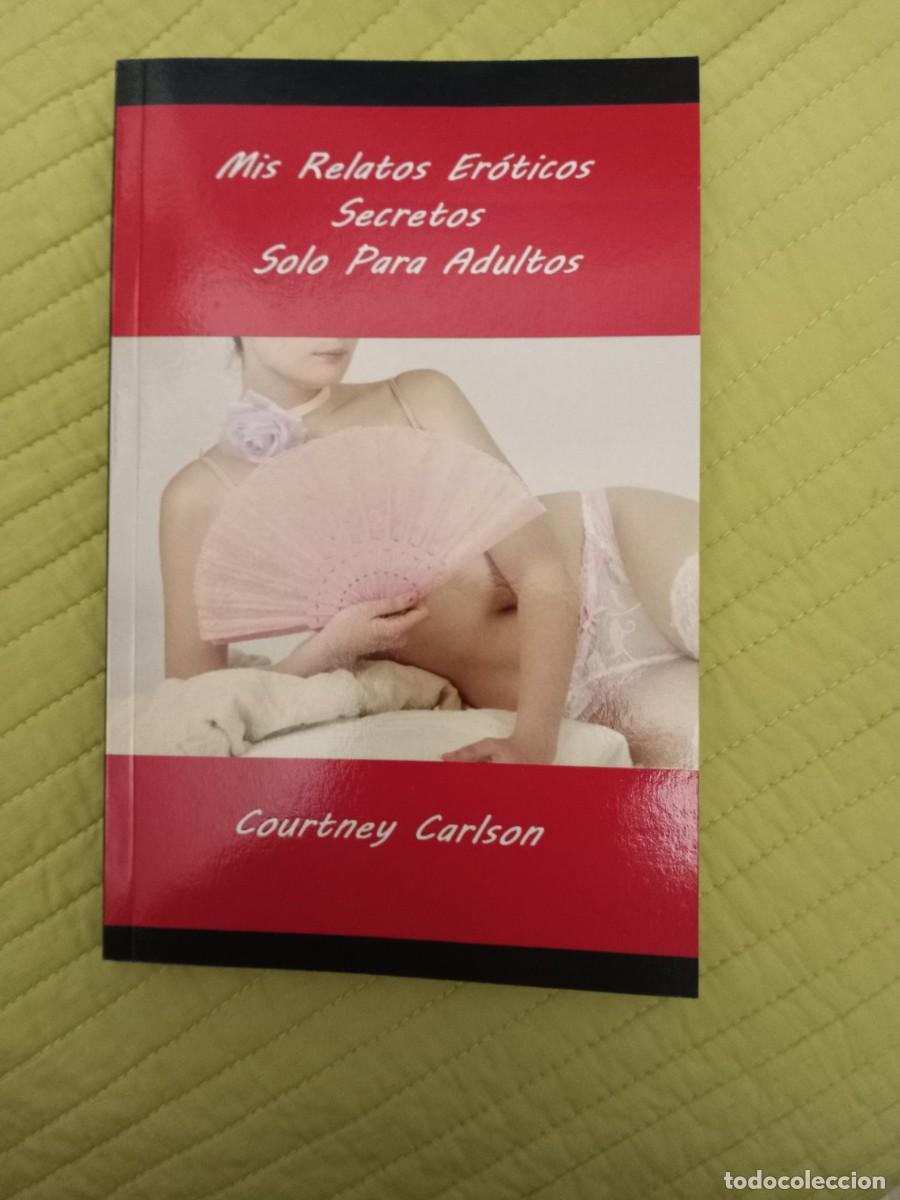 Mis Relatos Eróticos
Secretos
Solo Para Adultos
Courtney Carlson
todocoleccion